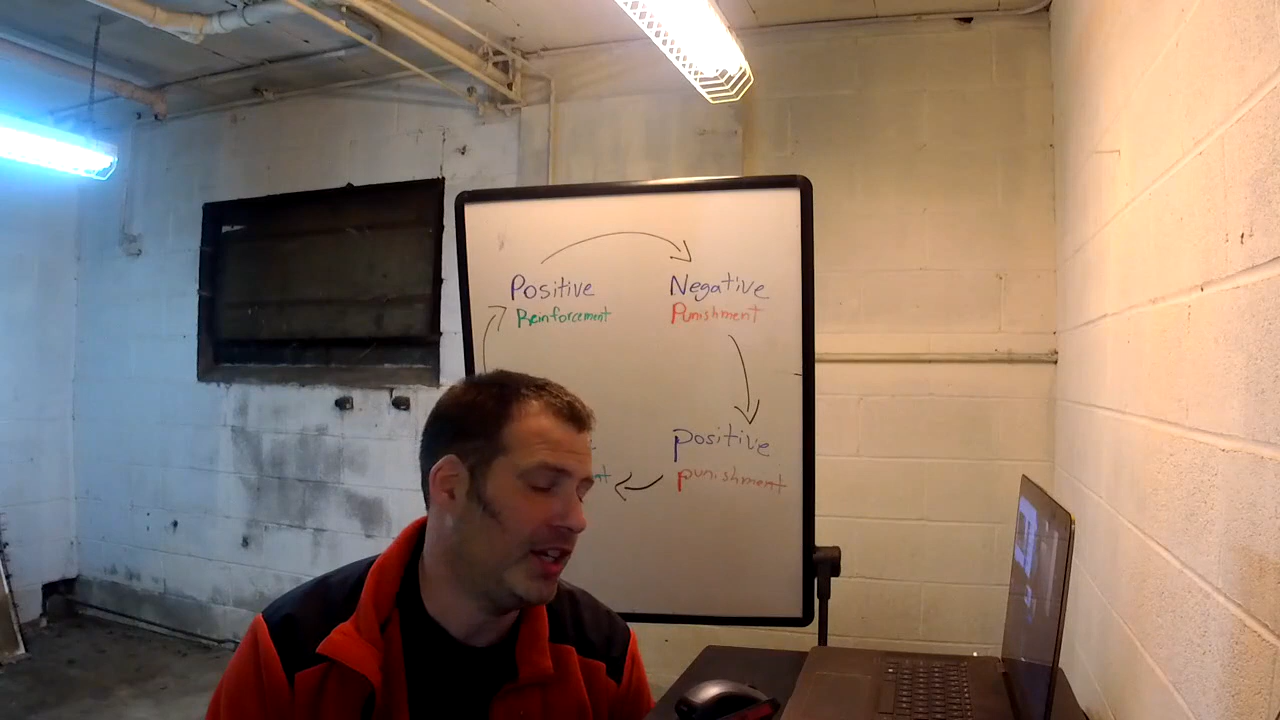 Positive
Reinforcement
Negative
Punishment
positive
punishment